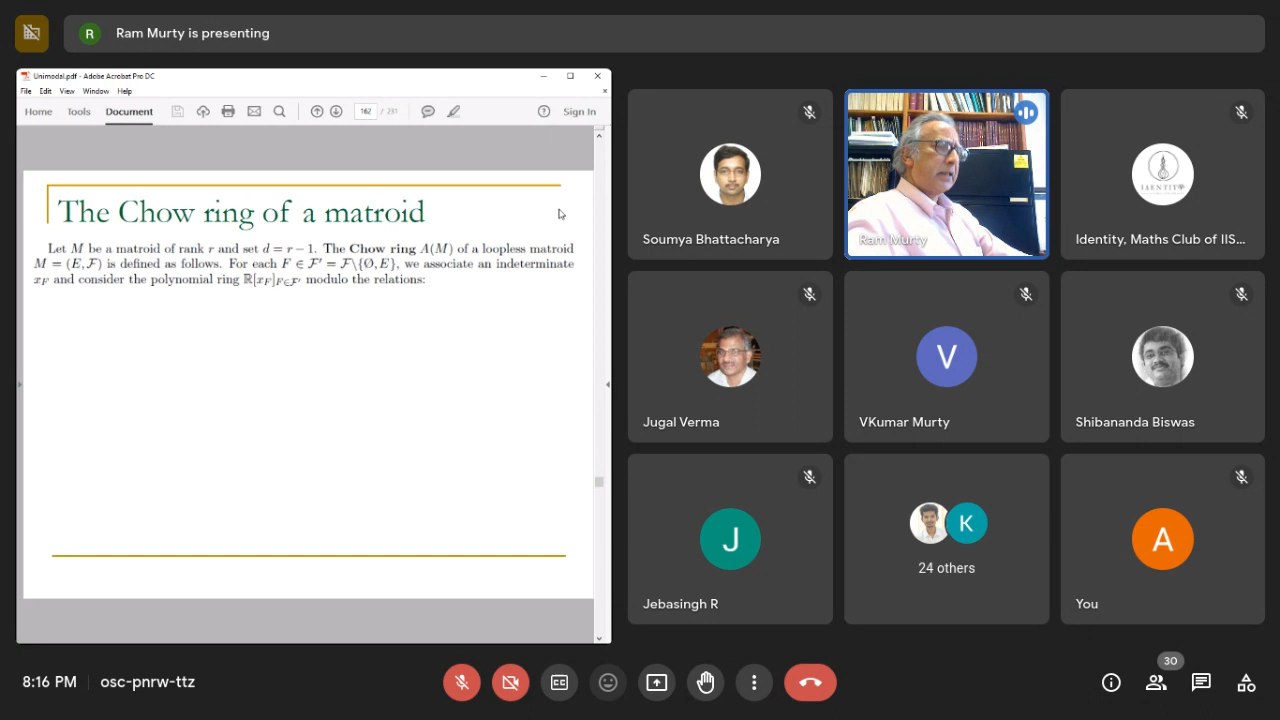 R
Ram Murty is presenting
Unimodal.pdf - Adobe Acrobat Pro DC
File Edit View Window Help
Home Tools Document 162 / 231 Sign In
The Chow ring of a matroid
Let M be a matroid of rank r and set d = r − 1. The Chow ring A(M) of a loopless matroid
M = (E, ℱ) is defined as follows. For each F ∈ ℱ′ = ℱ\{∅, E}, we associate an indeterminate
x_F and consider the polynomial ring ℝ[x_F]_{F∈ℱ′} modulo the relations:
Soumya Bhattacharya
Ram Murty
IISENTITY
Identity, Maths Club of IIS...
Jugal Verma
V
VKumar Murty
Shibananda Biswas
J
Jebasingh R
K
24 others
A
You
8:16 PM
osc-pnrw-ttz
30